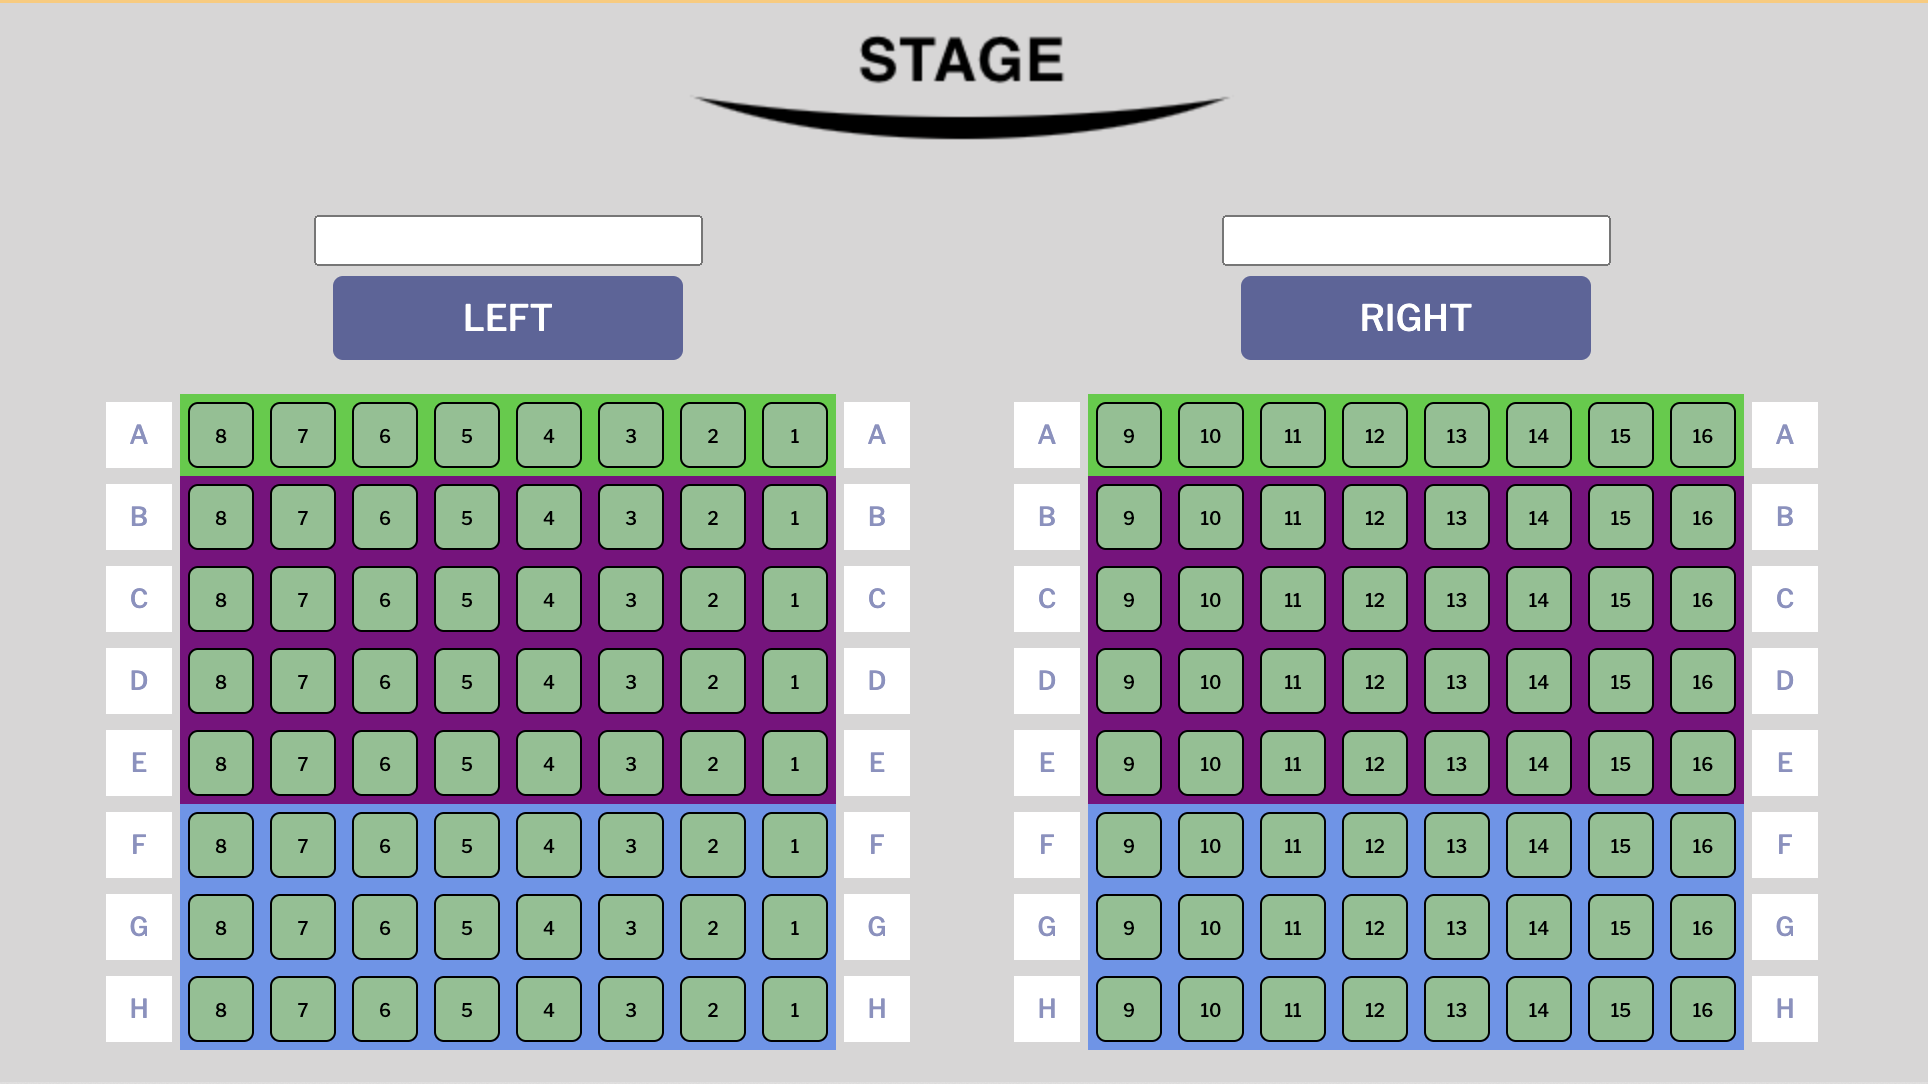 STAGE
LEFT RIGHT
A 8 7 6 5 4 3 2 1 A A 9 10 11 12 13 14 15 16 A
B 8 7 6 5 4 3 2 1 B B 9 10 11 12 13 14 15 16 B
C 8 7 6 5 4 3 2 1 C C 9 10 11 12 13 14 15 16 C
D 8 7 6 5 4 3 2 1 D D 9 10 11 12 13 14 15 16 D
E 8 7 6 5 4 3 2 1 E E 9 10 11 12 13 14 15 16 E
F 8 7 6 5 4 3 2 1 F F 9 10 11 12 13 14 15 16 F
G 8 7 6 5 4 3 2 1 G G 9 10 11 12 13 14 15 16 G
H 8 7 6 5 4 3 2 1 H H 9 10 11 12 13 14 15 16 H